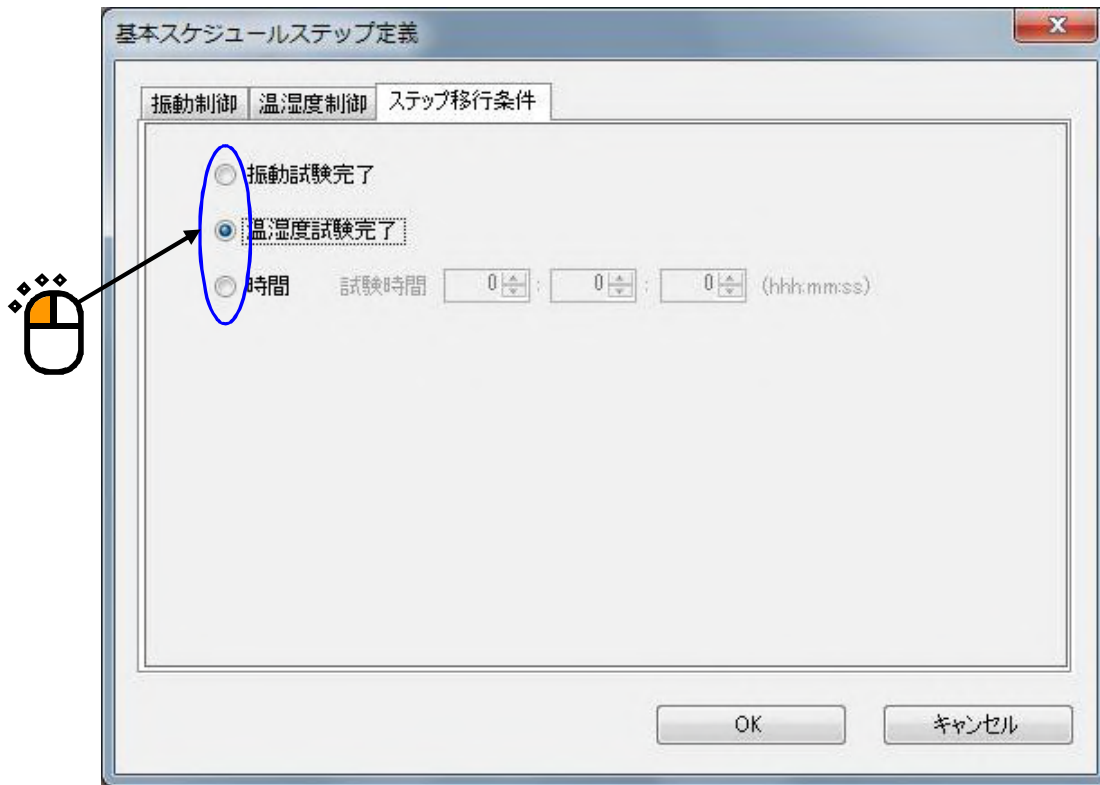 基本スケジュールステップ定義
振動制御 温湿度制御 ステップ移行条件
振動試験完了
温湿度試験完了
時間 試験時間 0 : 0 : 0 (hhh:mm:ss)
OK キャンセル